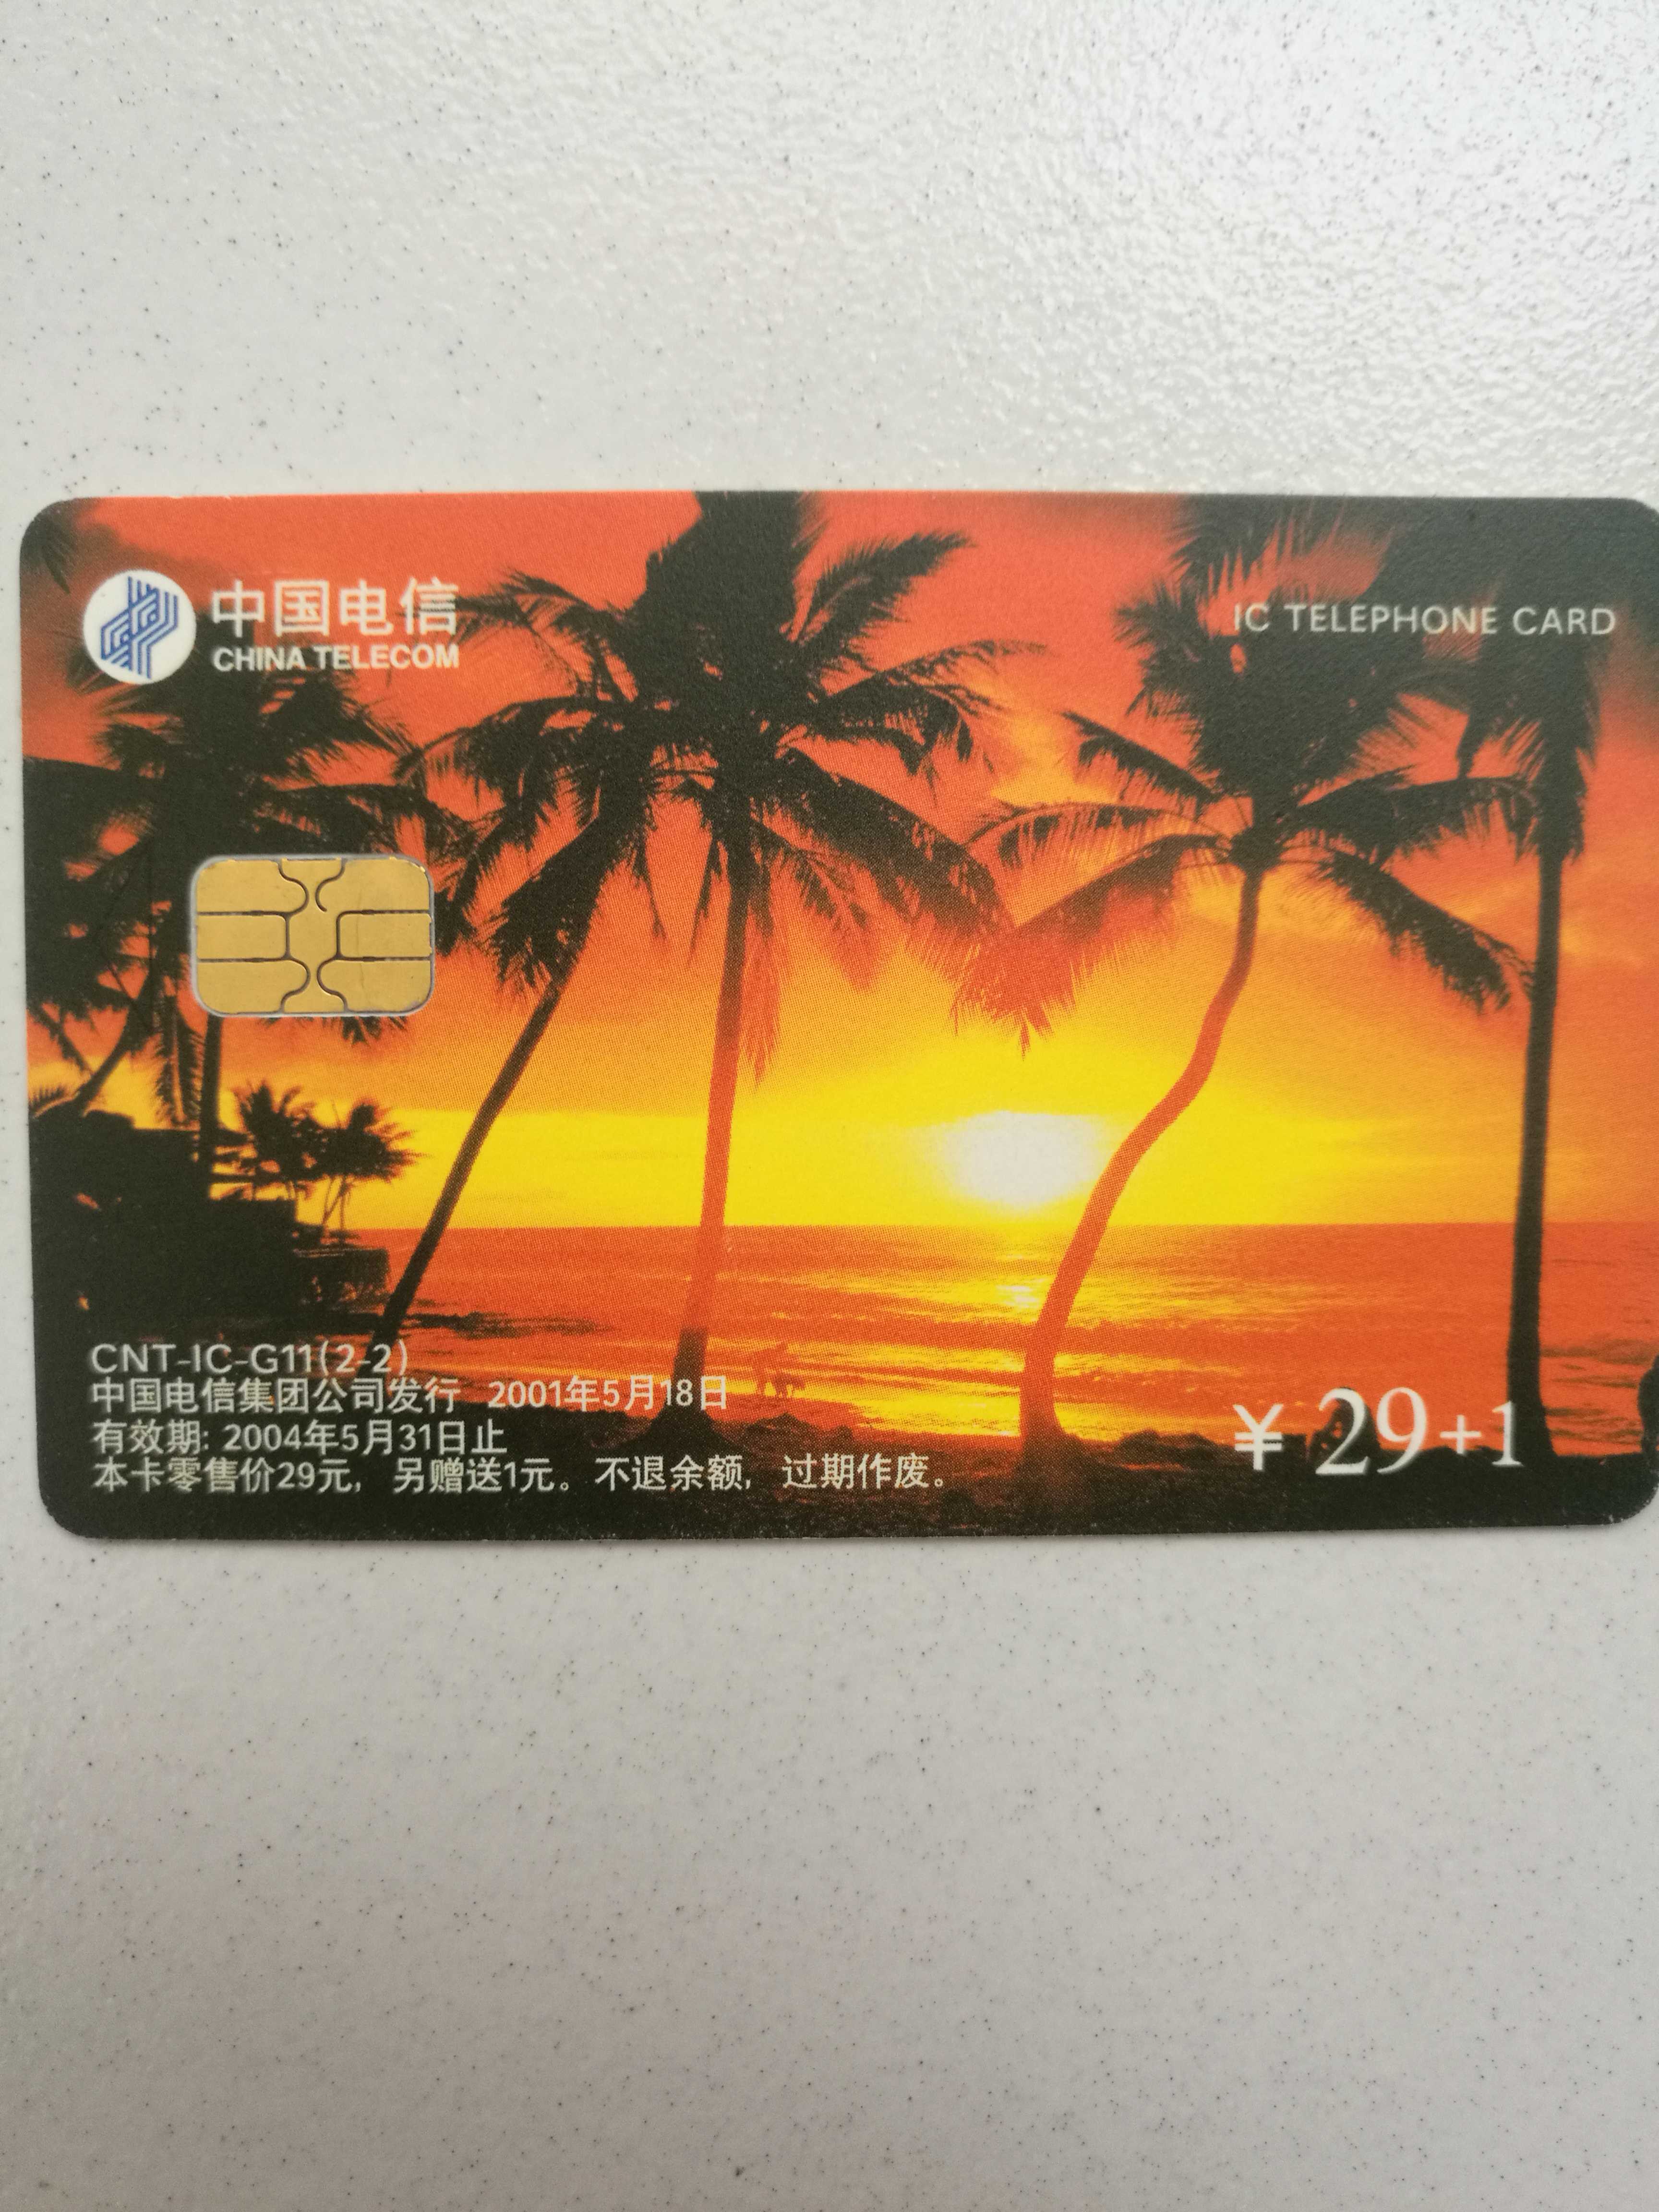 中国电信
CHINA TELECOM
IC TELEPHONE CARD
CNT-IC-G11(2-2)
中国电信集团公司发行 2001年5月18日
有效期: 2004年5月31日止
本卡零售价29元, 另赠送1元。不退余额, 过期作废。
¥ 29+1